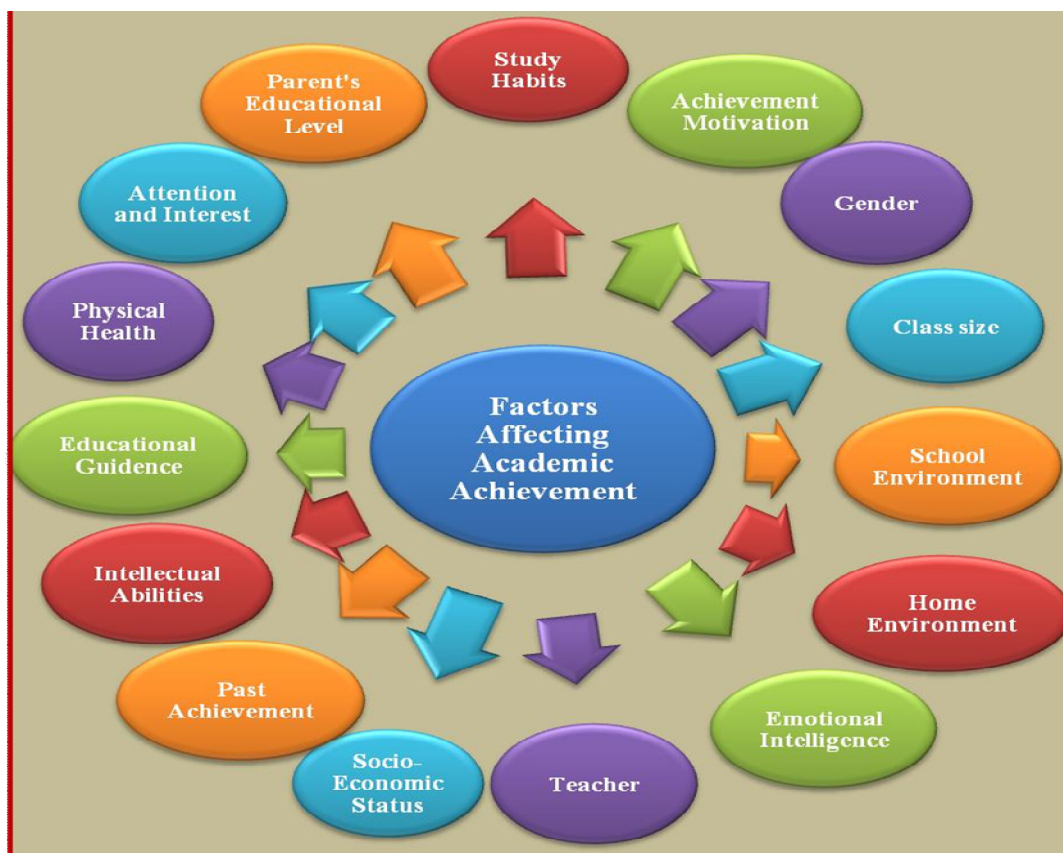 Study
Habits
Achievement
Motivation
Gender
Class size
School
Environment
Home
Environment
Emotional
Intelligence
Teacher
Socio-
Economic
Status
Past
Achievement
Intellectual
Abilities
Educational
Guidence
Physical
Health
Attention
and Interest
Parent's
Educational
Level
Factors
Affecting
Academic
Achievement